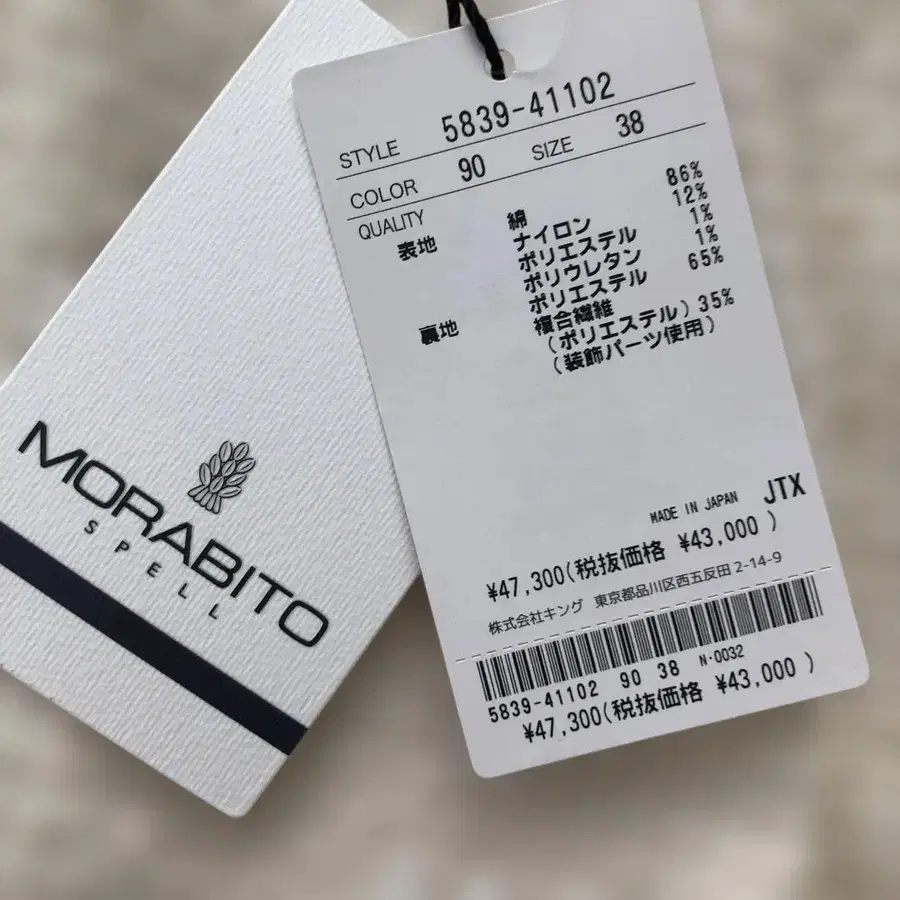 MORABITO
SPELL
STYLE 5839-41102
COLOR 90 SIZE 38
QUALITY
表地 綿 86%
ナイロン 12%
ポリエステル 1%
ポリウレタン 1%
裏地 ポリエステル 65%
複合繊維
(ポリエステル) 35%
(装飾パーツ使用)
MADE IN JAPAN JTX
¥47,300(税抜価格 ¥43,000 )
株式会社キング 東京都品川区西五反田 2-14-9
5839-41102 90 38 N·0032
¥47,300(税抜価格 ¥43,000 )